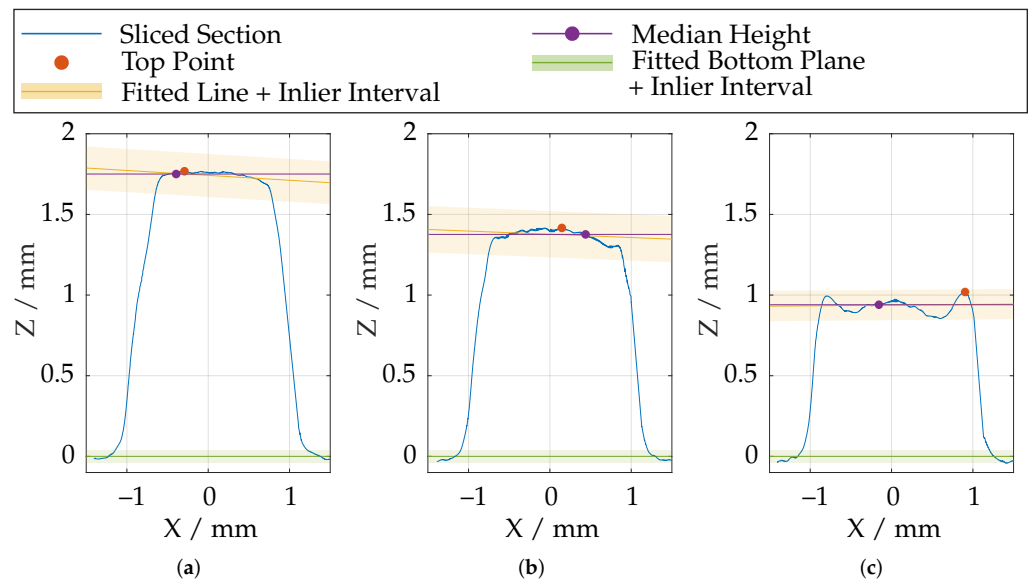 Sliced Section
Top Point
Fitted Line + Inlier Interval
Median Height
Fitted Bottom Plane
+ Inlier Interval
2
1.5
1
0.5
0
Z / mm
−1 0 1
X / mm
(a)
2
1.5
1
0.5
0
Z / mm
−1 0 1
X / mm
(b)
2
1.5
1
0.5
0
Z / mm
−1 0 1
X / mm
(c)